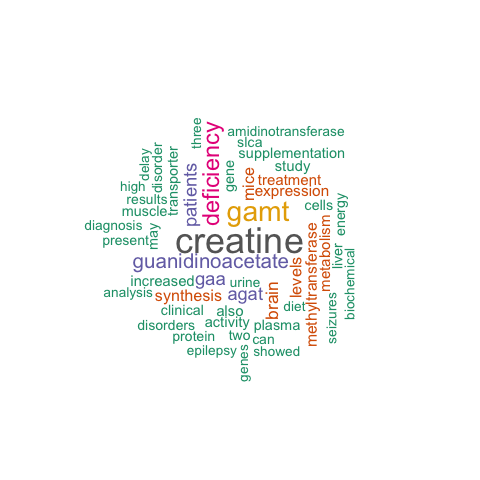 three
amidinotransferase
slca
supplementation
delay
disorder
transporter
deficiency
gene
mice
study
treatment
expression
high
results
muscle
patients
gamt
cells
energy
diagnosis
present
may
creatine
guanidinoacetate
levels
methyltransferase
metabolism
liver
biochemical
increased
gaa
urine
brain
analysis
synthesis
agat
diet
seizures
clinical
also
disorders
activity
plasma
protein
two
can
epilepsy
genes
showed